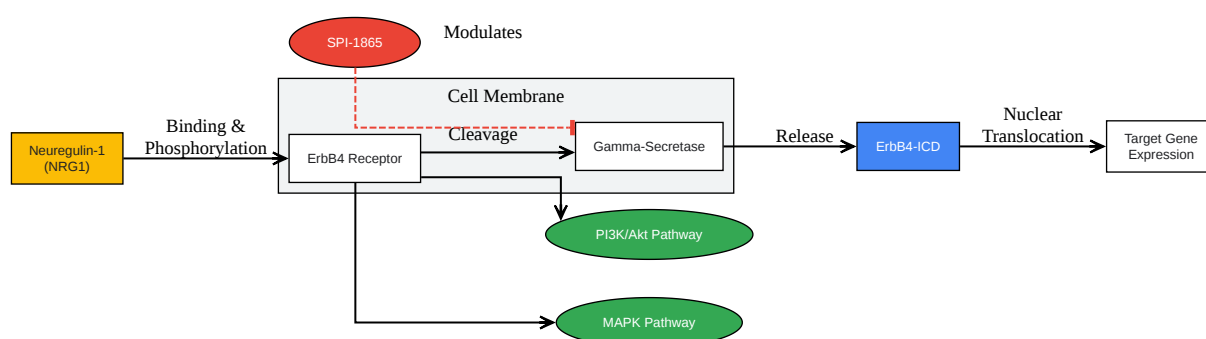 SPI-1865
Modulates
Cell Membrane
Neuregulin-1
(NRG1)
Binding &
Phosphorylation
ErbB4 Receptor
Cleavage
Gamma-Secretase
Release
ErbB4-ICD
Nuclear
Translocation
Target Gene
Expression
PI3K/Akt Pathway
MAPK Pathway